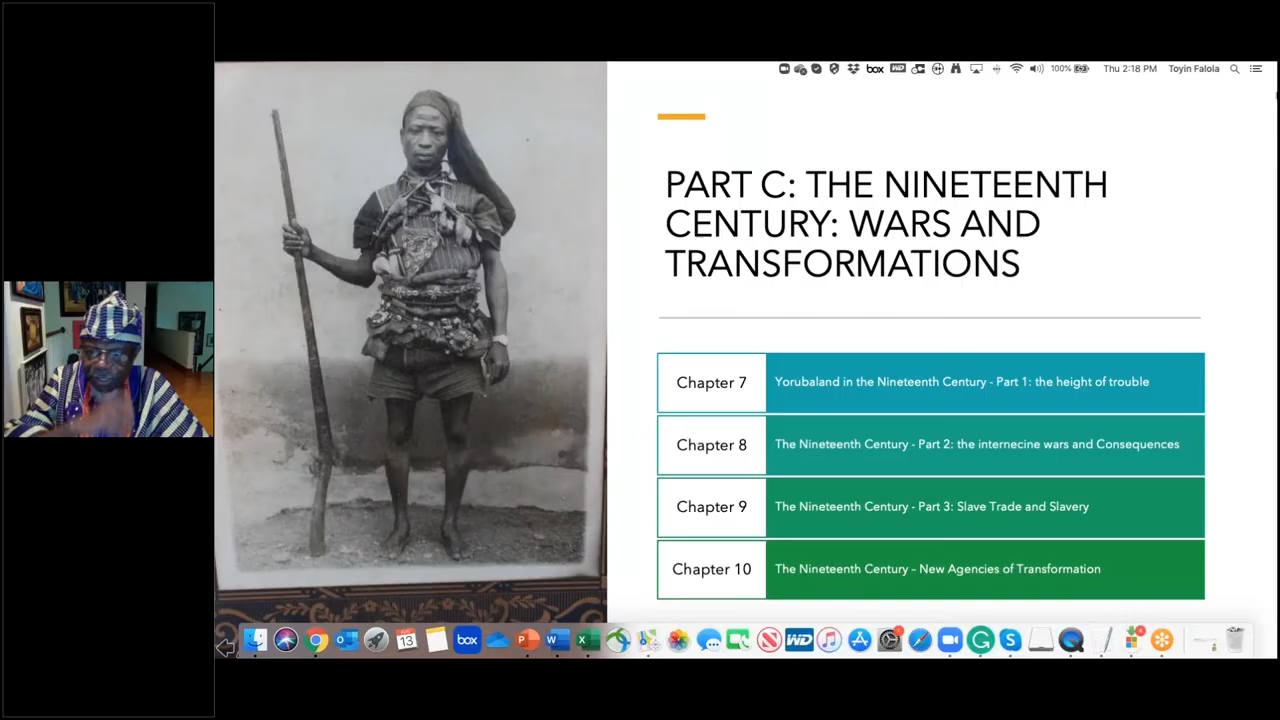 box WD 100% Thu 2:18 PM Toyin Falola
PART C: THE NINETEENTH
CENTURY: WARS AND
TRANSFORMATIONS
Chapter 7 Yorubaland in the Nineteenth Century - Part 1: the height of trouble
Chapter 8 The Nineteenth Century - Part 2: the internecine wars and Consequences
Chapter 9 The Nineteenth Century - Part 3: Slave Trade and Slavery
Chapter 10 The Nineteenth Century – New Agencies of Transformation
13 box P W X N WD G S